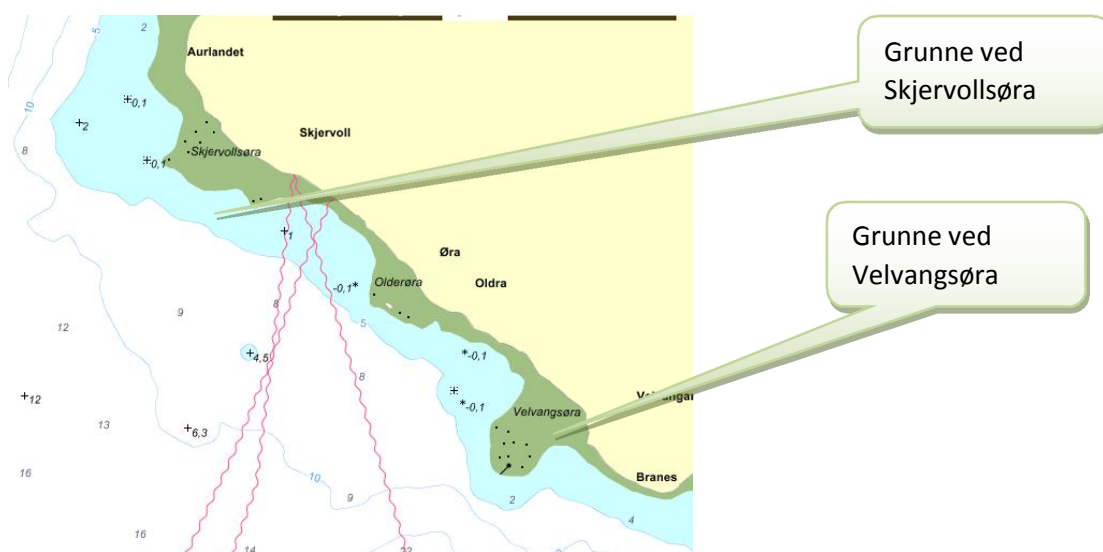 5
2
Aurlandet
-0,1
10
2
8
Skjervoll
Skjervollsøra
-0,1
Grunne ved
Skjervollsøra
1
Øra
Oldra
Olderøra
-0,1
8
9
5
12
Grunne ved
Velvangsøra
-0,1
4,5
8
12
-0,1
Velvangsøra
13
6,3
Branes
16
10
9
2
4
16
14